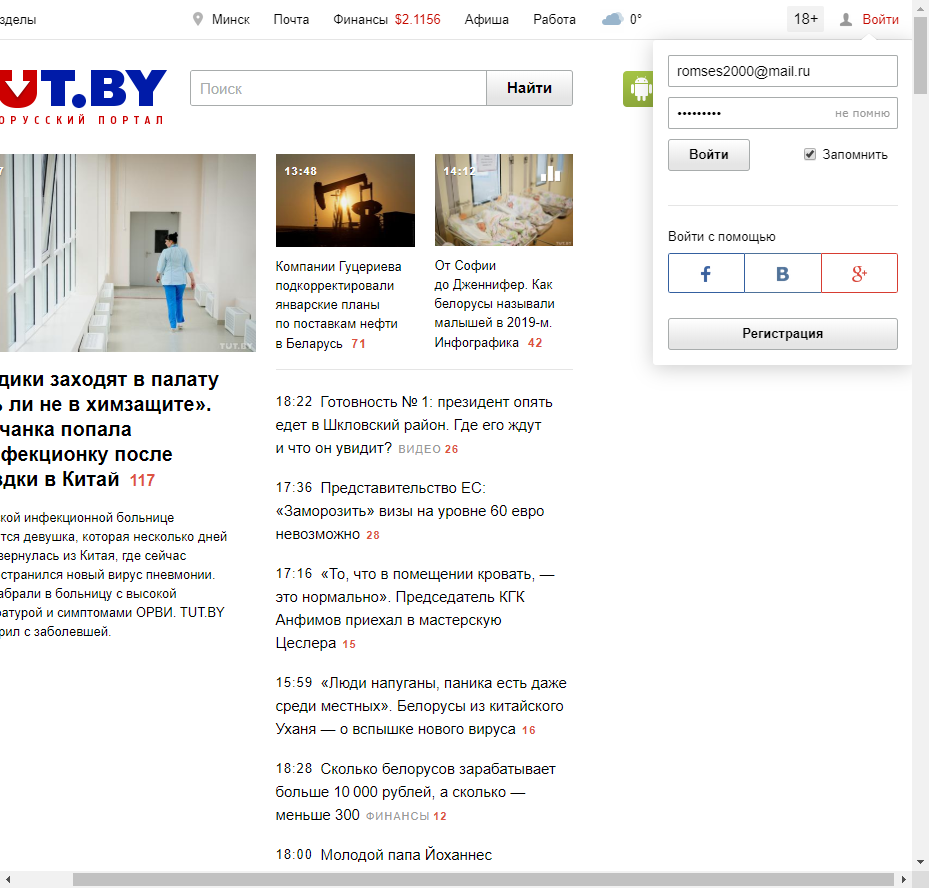 зделы
Минск
Почта
Финансы $2.1156
Афиша
Работа
0°
18+
Войти
UT.BY
ОРУССКИЙ ПОРТАЛ
Поиск
Найти
romses2000@mail.ru
•••••••••
не помню
Войти
Запомнить
Войти с помощью
f
B
g+
Регистрация
7
TUT.BY
дики заходят в палату
ь ли не в химзащите».
чанка попала
фекционку после
здки в Китай 117
кой инфекционной больнице
тся девушка, которая несколько дней
вернулась из Китая, где сейчас
странился новый вирус пневмонии.
абрали в больницу с высокой
ратурой и симптомами ОРВИ. TUT.BY
рил с заболевшей.
13:48
Компании Гуцериева
подкорректировали
январские планы
по поставкам нефти
в Беларусь 71
14:12
TUT.BY
От Софии
до Дженнифер. Как
белорусы называли
малышей в 2019-м.
Инфографика 42
18:22 Готовность № 1: президент опять
едет в Шкловский район. Где его ждут
и что он увидит? ВИДЕО 26
17:36 Представительство ЕС:
«Заморозить» визы на уровне 60 евро
невозможно 28
17:16 «То, что в помещении кровать, —
это нормально». Председатель КГК
Анфимов приехал в мастерскую
Цеслера 15
15:59 «Люди напуганы, паника есть даже
среди местных». Белорусы из китайского
Уханя — о вспышке нового вируса 16
18:28 Сколько белорусов зарабатывает
больше 10 000 рублей, а сколько —
меньше 300 ФИНАНСЫ 12
18:00 Молодой папа Йоханнес